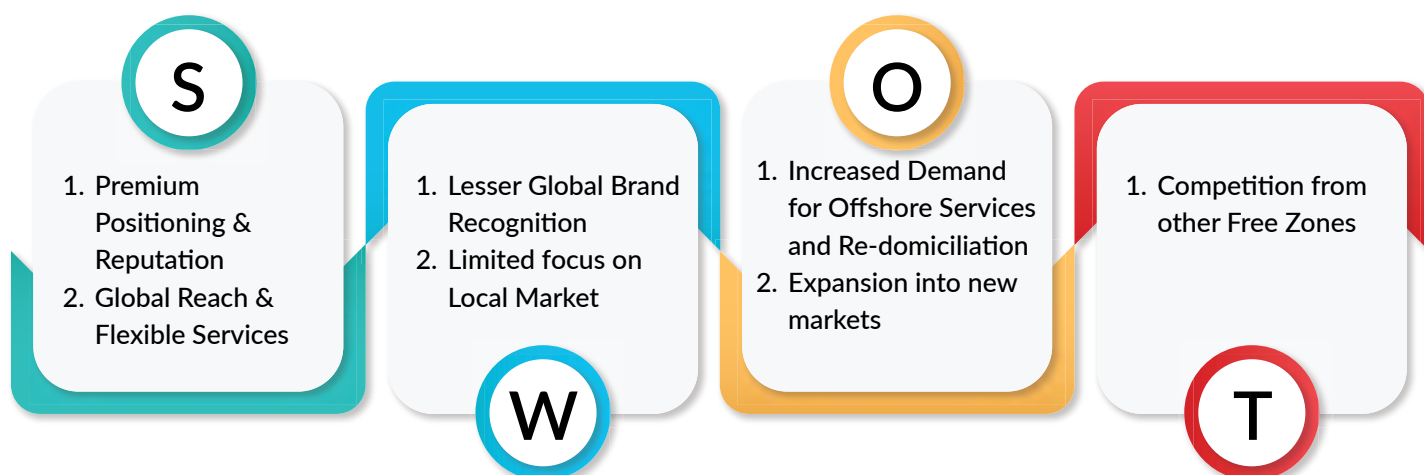 S
1. Premium
Positioning &
Reputation
2. Global Reach &
Flexible Services
1. Lesser Global Brand
Recognition
2. Limited focus on
Local Market
W
O
1. Increased Demand
for Offshore Services
and Re-domiciliation
2. Expansion into new
markets
1. Competition from
other Free Zones
T